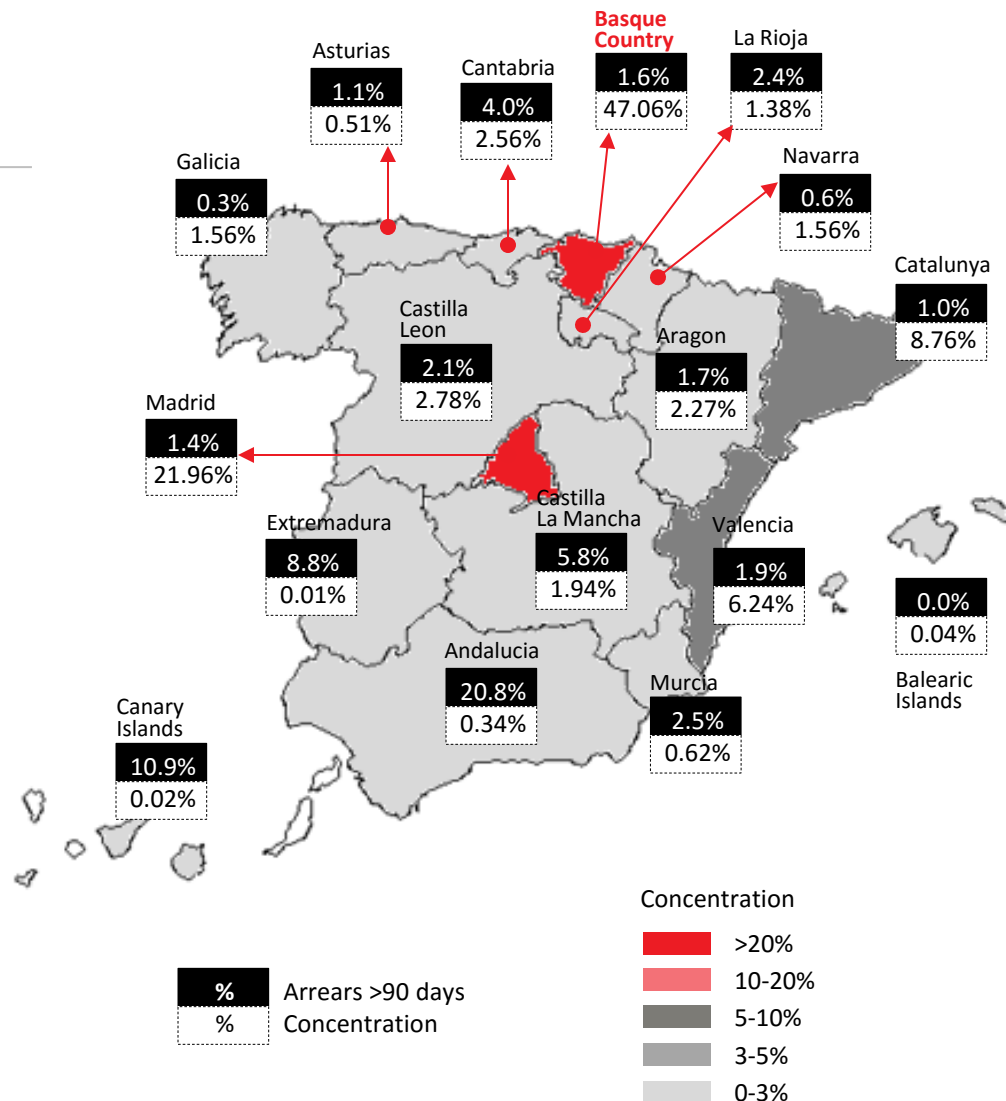 Basque
Country
1.6%
47.06%
La Rioja
2.4%
1.38%
Asturias
1.1%
0.51%
Cantabria
4.0%
2.56%
Galicia
0.3%
1.56%
Navarra
0.6%
1.56%
Catalunya
1.0%
8.76%
Castilla
Leon
2.1%
2.78%
Aragon
1.7%
2.27%
Madrid
1.4%
21.96%
Extremadura
8.8%
0.01%
Castilla
La Mancha
5.8%
1.94%
Valencia
1.9%
6.24%
0.0%
0.04%
Balearic
Islands
Andalucia
20.8%
0.34%
Murcia
2.5%
0.62%
Canary
Islands
10.9%
0.02%
% Arrears >90 days
% Concentration
Concentration
>20%
10-20%
5-10%
3-5%
0-3%